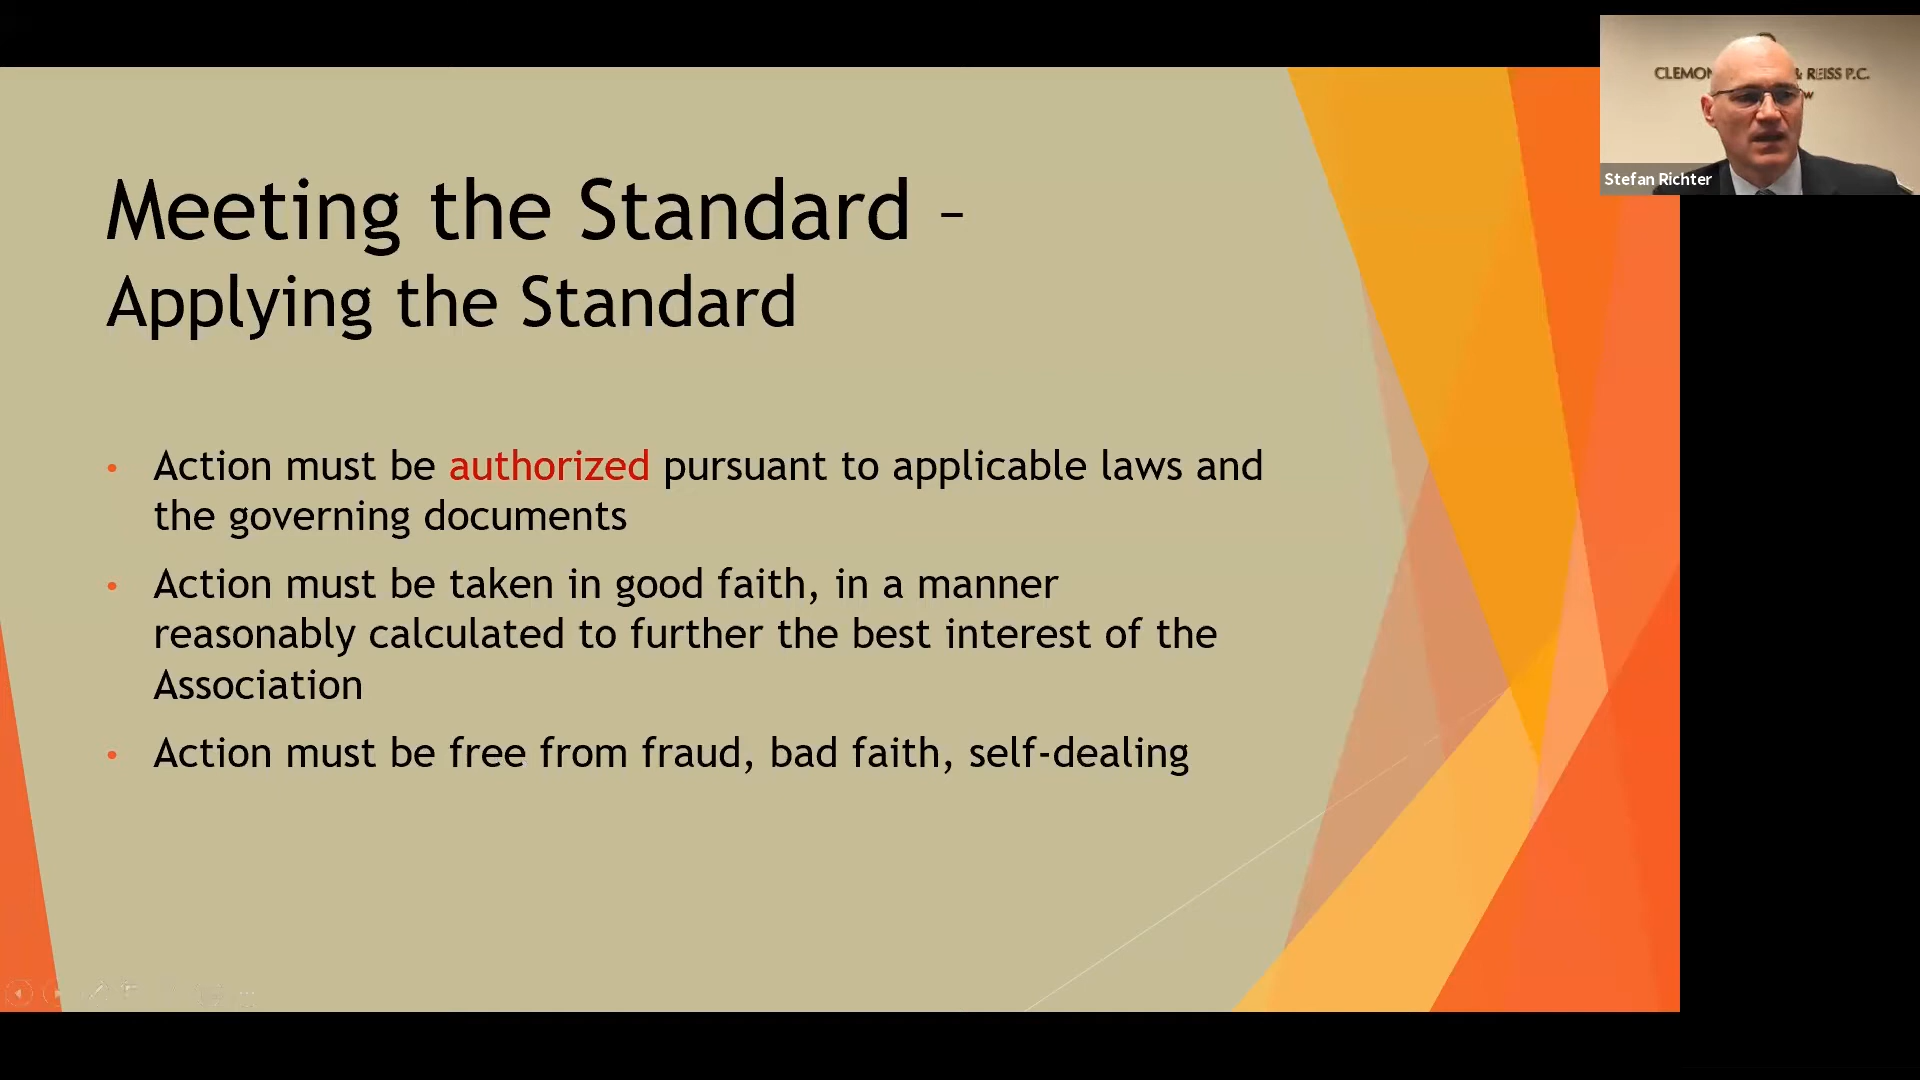 Meeting the Standard –
Applying the Standard
• Action must be authorized pursuant to applicable laws and
the governing documents
• Action must be taken in good faith, in a manner
reasonably calculated to further the best interest of the
Association
• Action must be free from fraud, bad faith, self-dealing
CLEMON & REISS P.C.
Stefan Richter